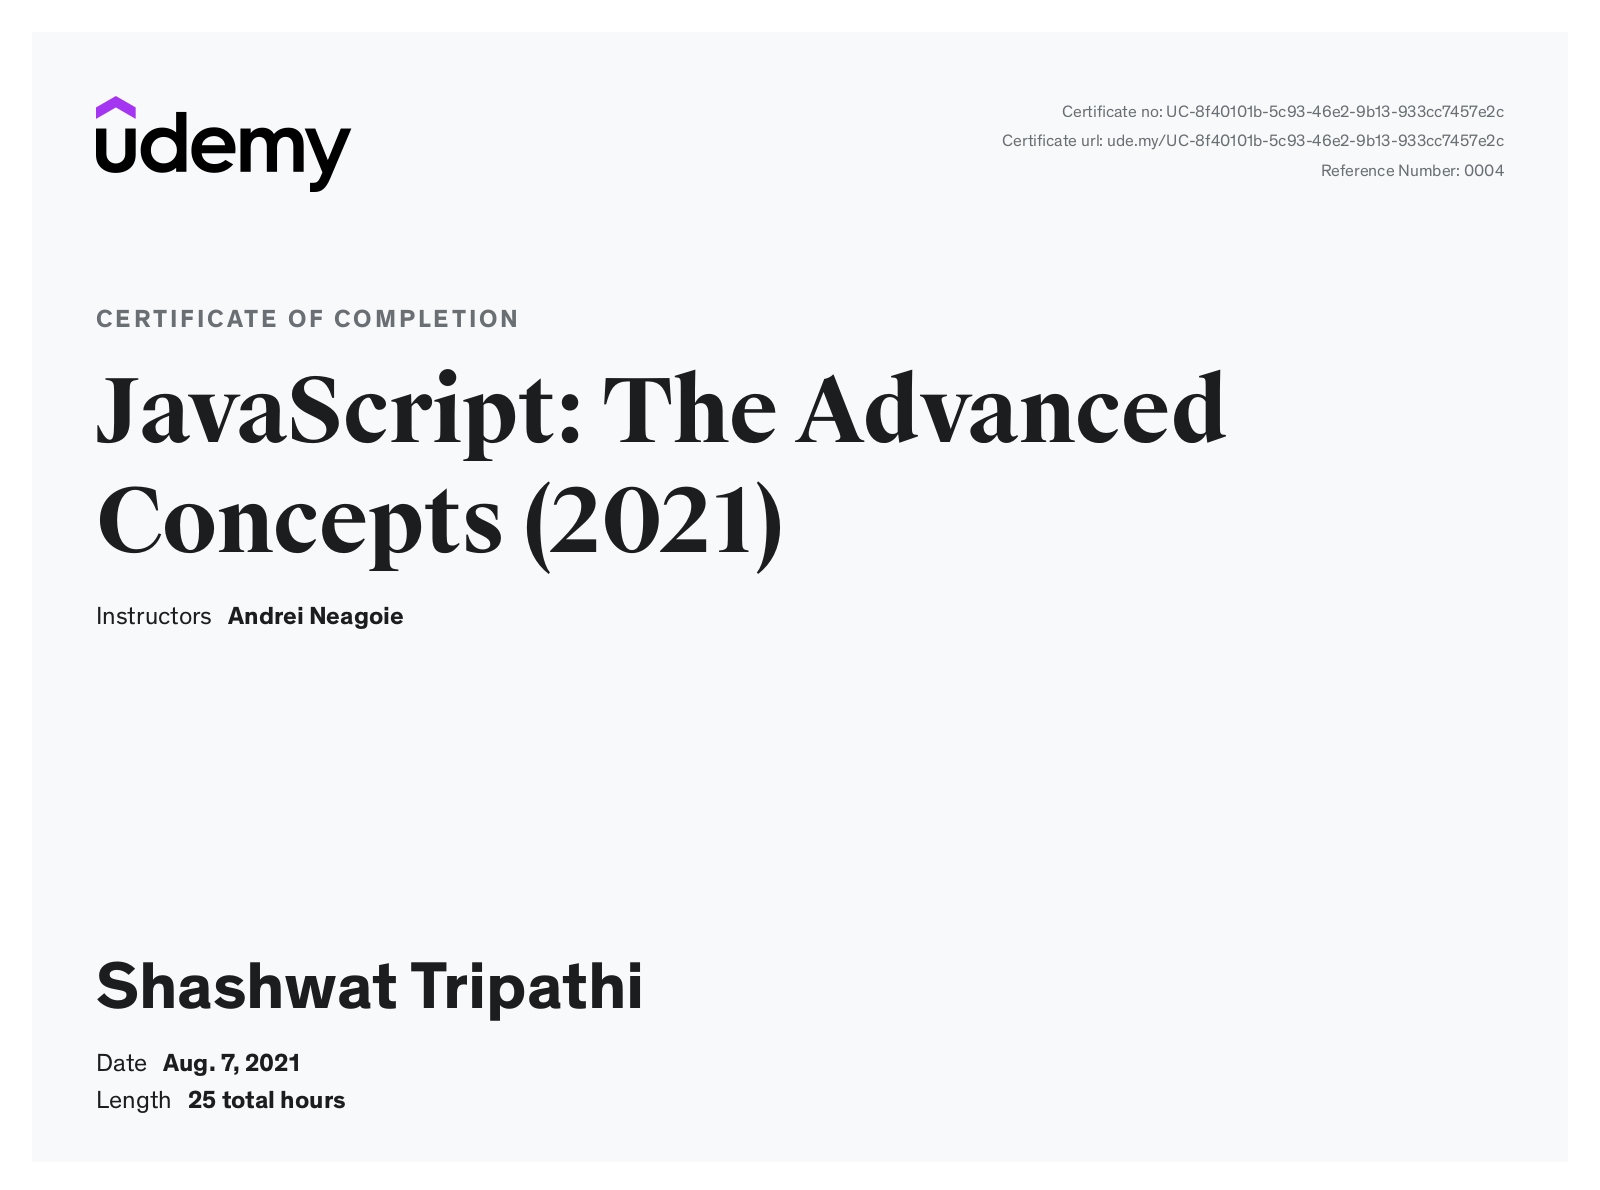 udemy
Certificate no: UC-8f40101b-5c93-46e2-9b13-933cc7457e2c
Certificate url: ude.my/UC-8f40101b-5c93-46e2-9b13-933cc7457e2c
Reference Number: 0004
CERTIFICATE OF COMPLETION
JavaScript: The Advanced
Concepts (2021)
Instructors Andrei Neagoie
Shashwat Tripathi
Date Aug. 7, 2021
Length 25 total hours